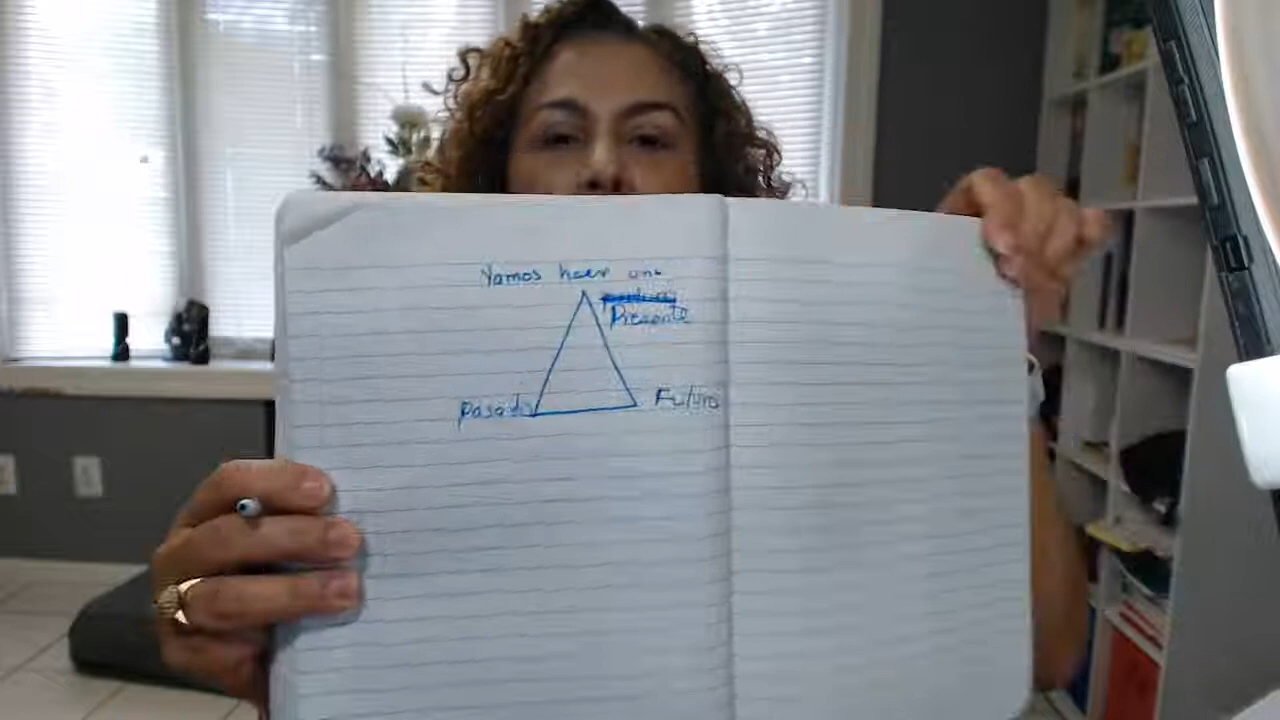 Vamos hacer una
Presente
pasado
Futuro